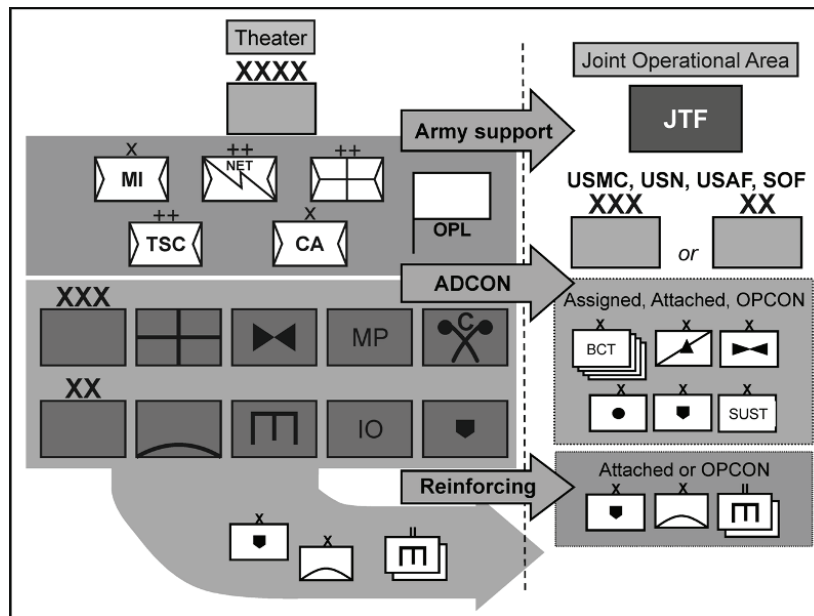 Theater
XXXX
Joint Operational Area
JTF
Army support
X
MI
++
NET
++
++
TSC
X
CA
OPL
USMC, USN, USAF, SOF
XXX
or
XX
ADCON
Assigned, Attached, OPCON
X
BCT
X
X
X
X
X
SUST
XXX
MP
C
XX
IO
Reinforcing
Attached or OPCON
X
X
II
X
X
II